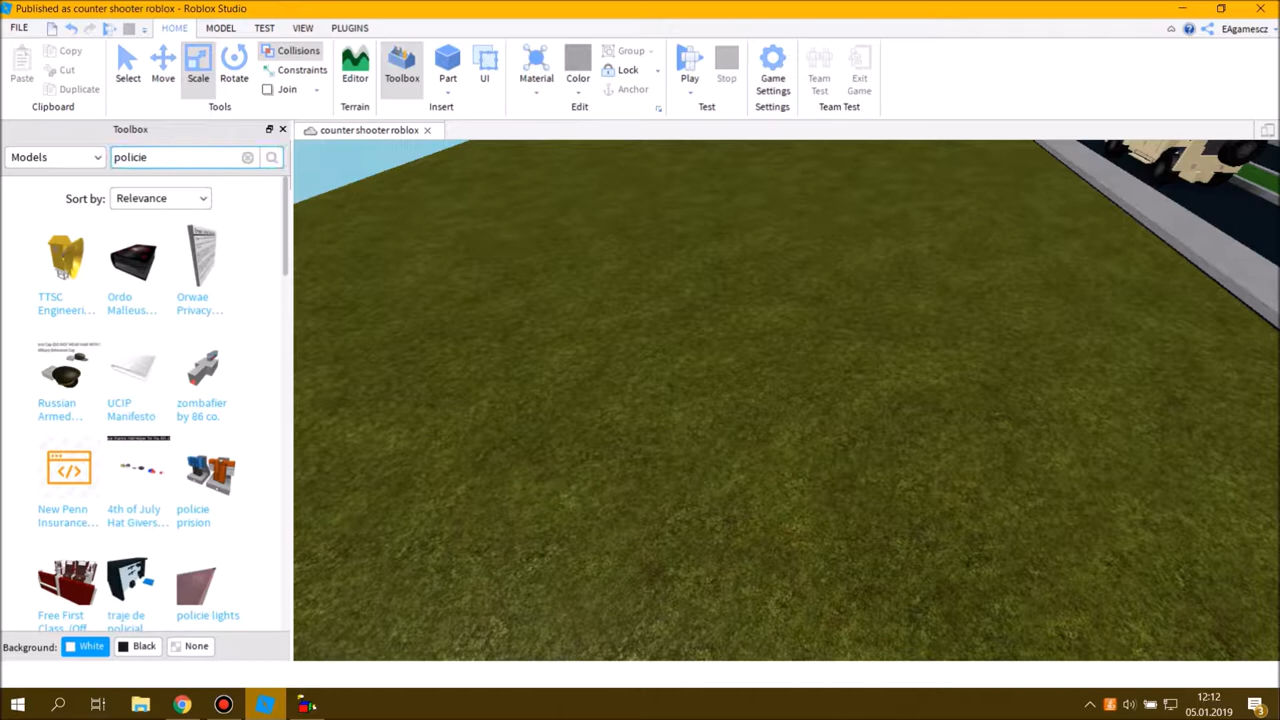 Published as counter shooter roblox - Roblox Studio
FILE HOME MODEL TEST VIEW PLUGINS EAgamescz
Paste Copy Cut Duplicate Clipboard
Select Move Scale Rotate Collisions Constraints Join Tools
Editor Terrain
Toolbox Part UI Insert
Material Color Group Lock Anchor Edit
Play Stop Test
Game Settings Settings
Team Test Exit Game Team Test
Toolbox
counter shooter roblox
Models policie
Sort by: Relevance
TTSC Ordo Orwae
Engineeri... Malleus... Privacy...
Russian UCIP zombafier
Armed... Manifesto by 86 co.
New Penn 4th of July policie
Insurance... Hat Givers... prision
Free First traje de policie lights
Class (Off policial
Background: White Black None
12:12
05.01.2019
3